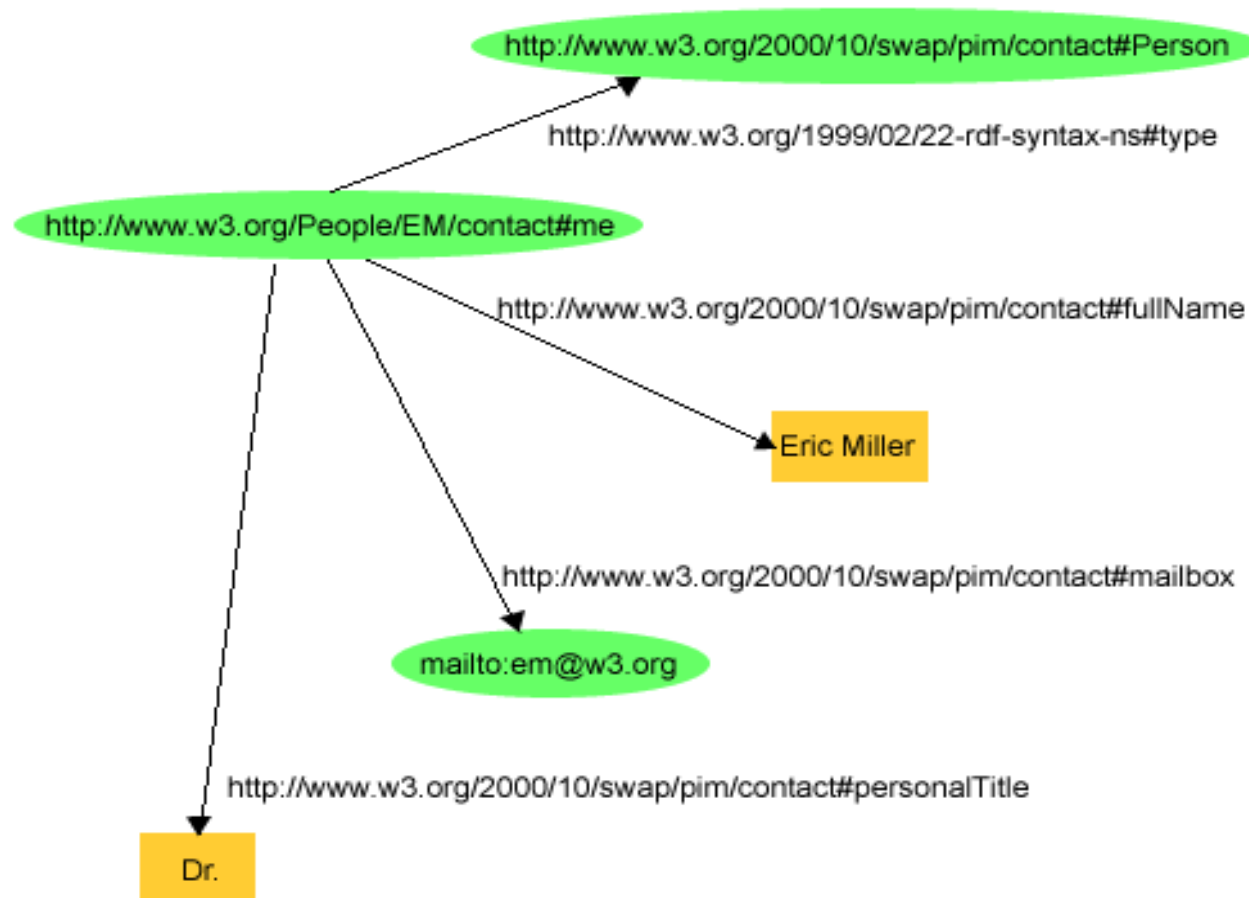 http://www.w3.org/2000/10/swap/pim/contact#Person
http://www.w3.org/1999/02/22-rdf-syntax-ns#type
http://www.w3.org/People/EM/contact#me
http://www.w3.org/2000/10/swap/pim/contact#fullName
Eric Miller
http://www.w3.org/2000/10/swap/pim/contact#mailbox
mailto:em@w3.org
http://www.w3.org/2000/10/swap/pim/contact#personalTitle
Dr.